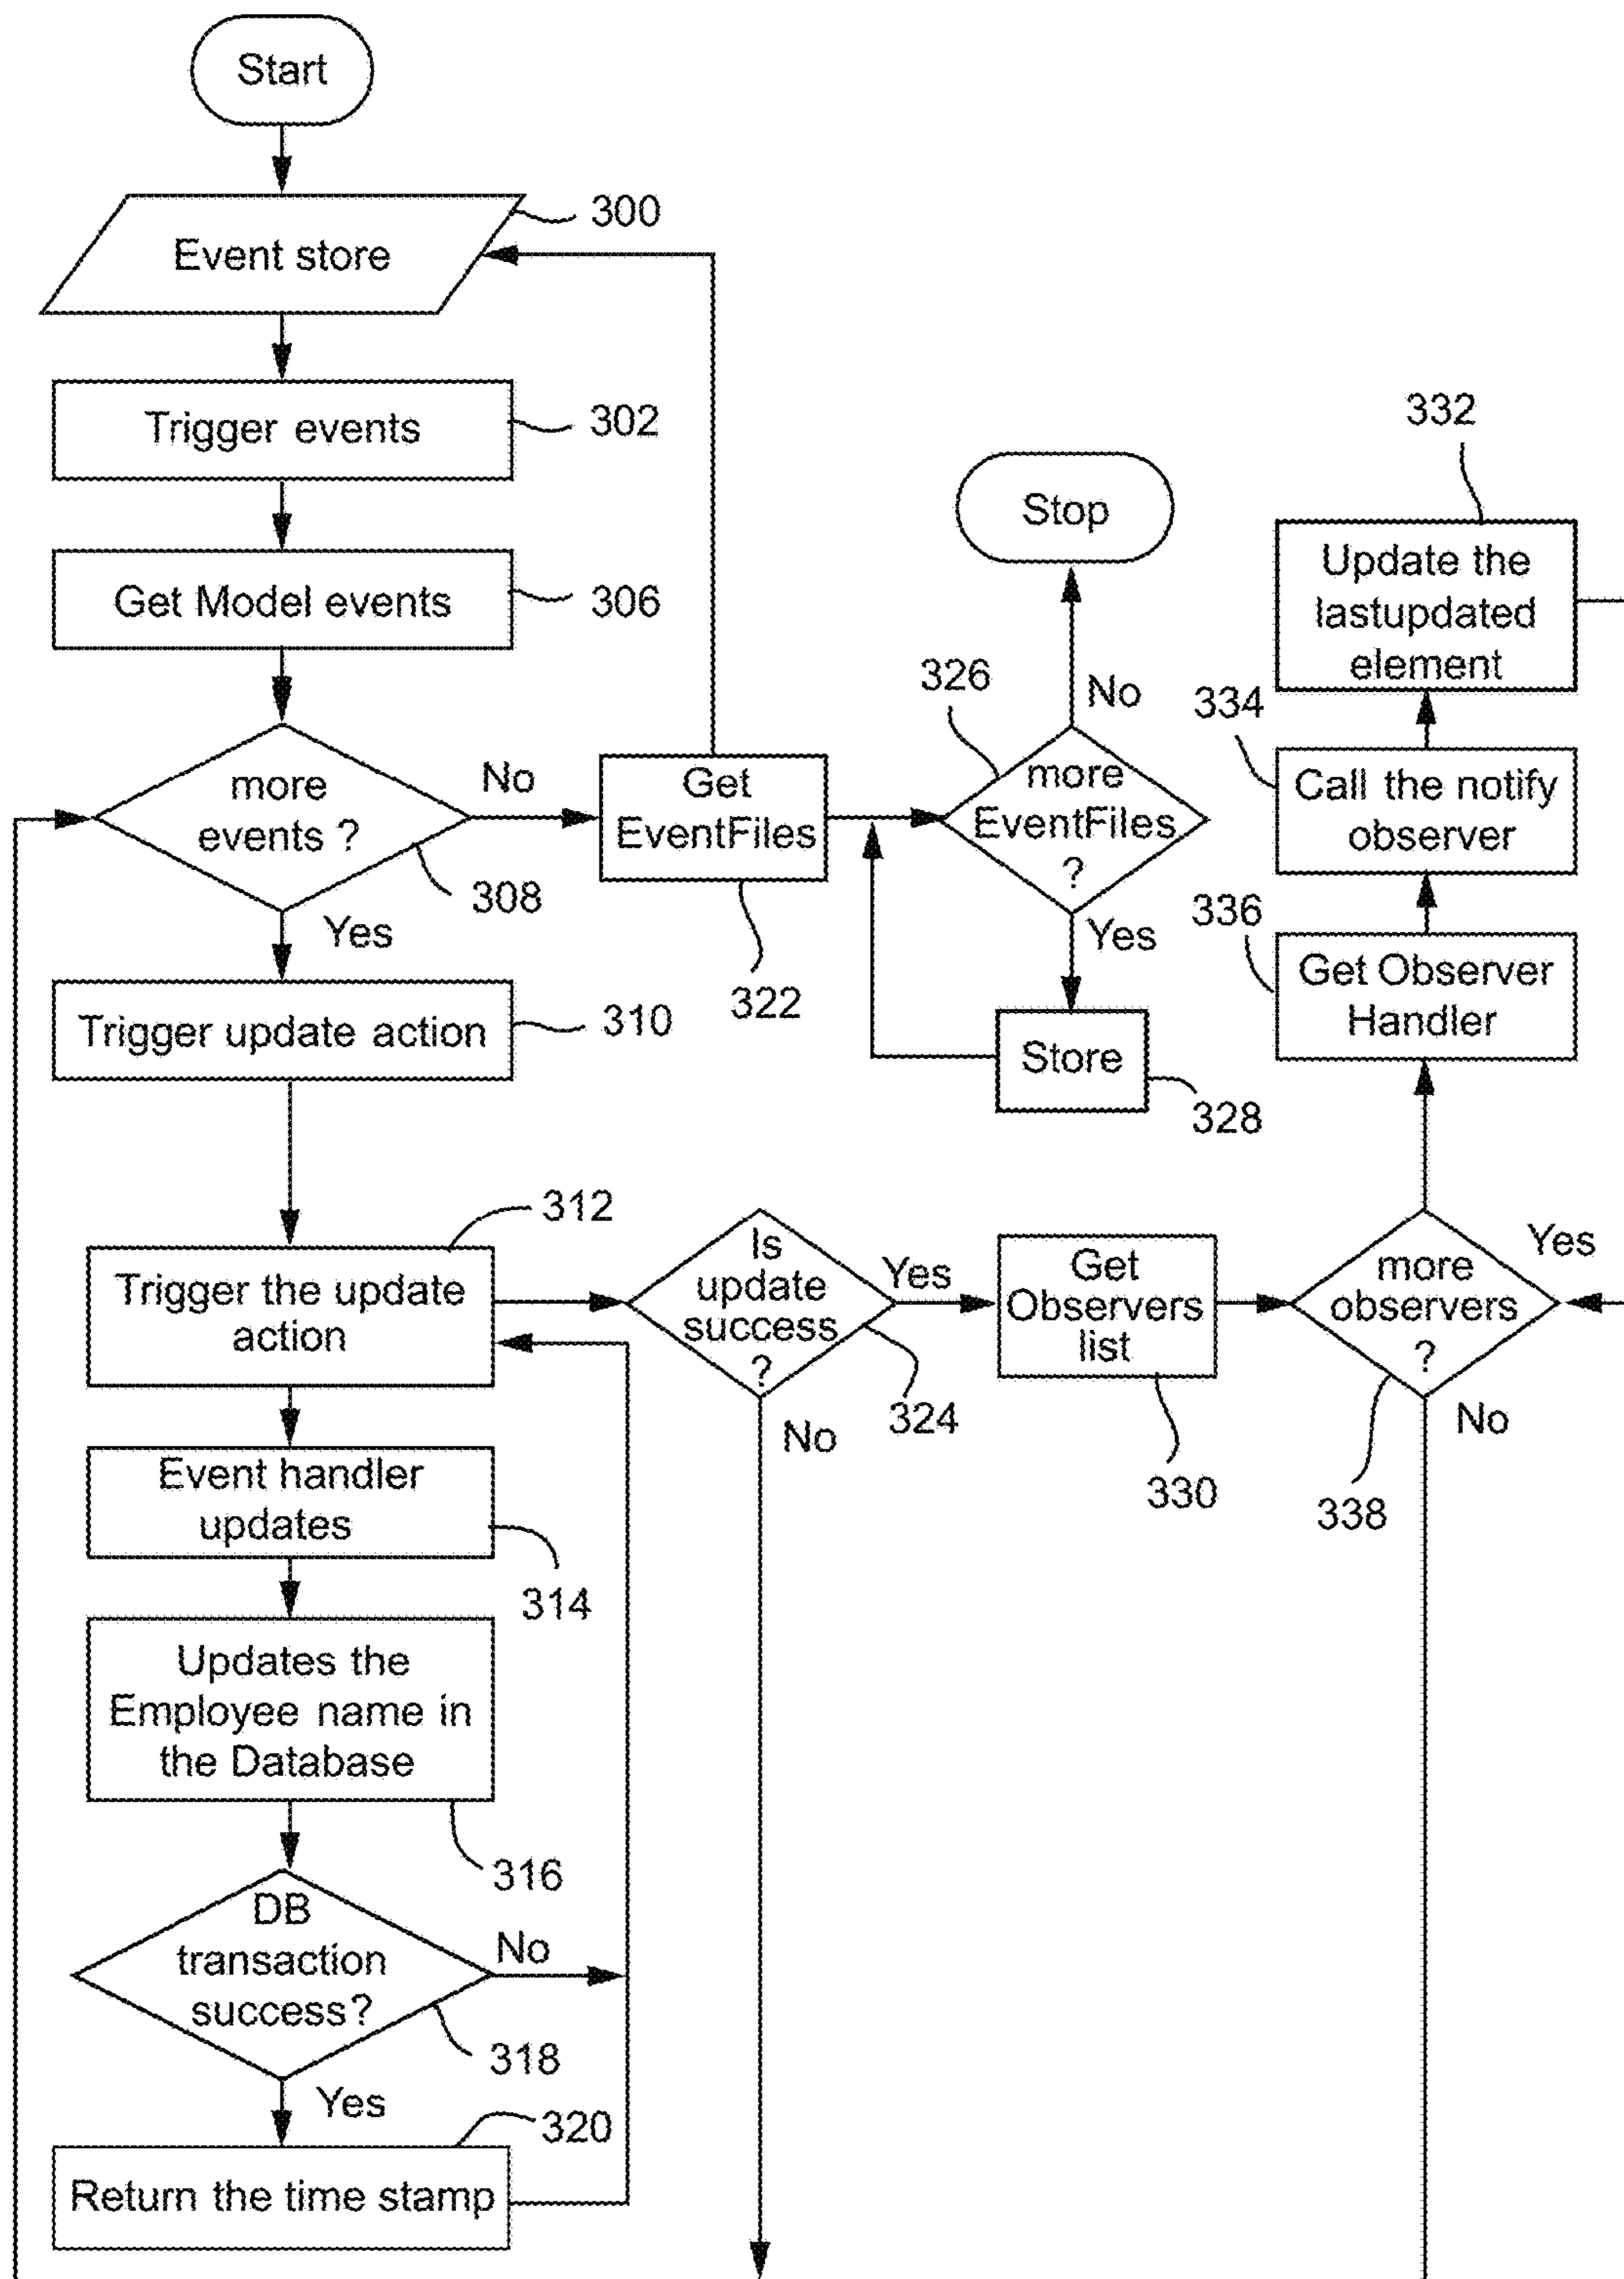 Start
300
Event store
Trigger events
302
Get Model events
306
more
events ?
308
No
Yes
Get
EventFiles
322
Stop
326
No
more
EventFiles
?
Yes
Store
328
332
Update the
lastupdated
element
334
Call the notify
observer
336
Get Observer
Handler
Trigger update action
310
312
Trigger the update
action
Is
update
success
?
Yes
324
No
Get
Observers
list
330
more
observers
?
Yes
No
338
Event handler
updates
314
Updates the
Employee name in
the Database
316
DB
transaction
success?
No
318
Yes
320
Return the time stamp